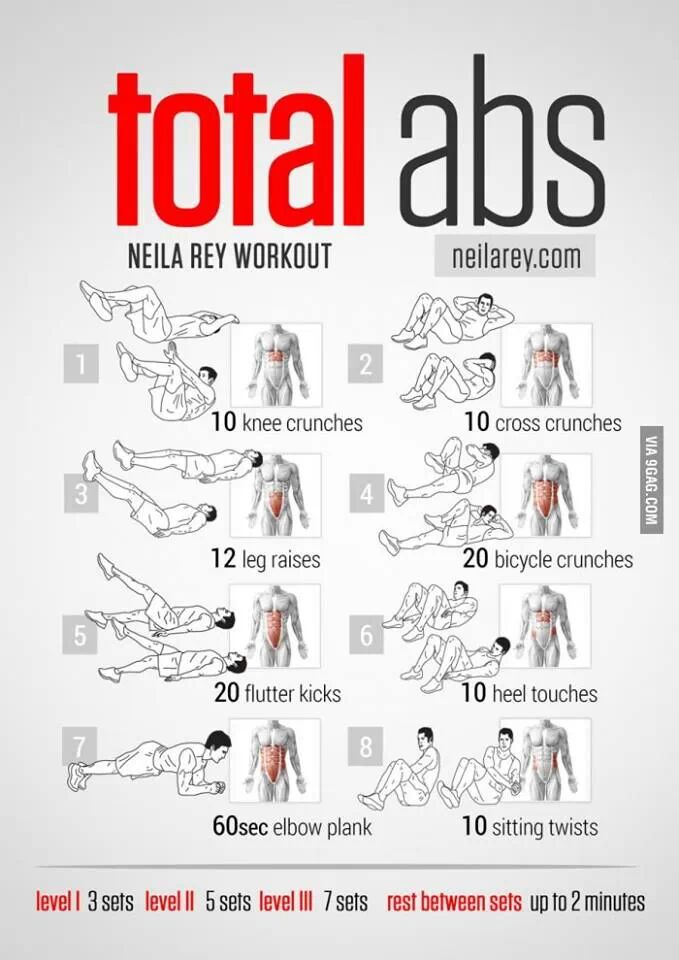 total abs
NEILA REY WORKOUT
neilarey.com
1
10 knee crunches
2
10 cross crunches
3
12 leg raises
4
20 bicycle crunches
5
20 flutter kicks
6
10 heel touches
7
60sec elbow plank
8
10 sitting twists
VIA 9GAG.COM
level I 3 sets level II 5 sets level III 7 sets rest between sets up to 2 minutes